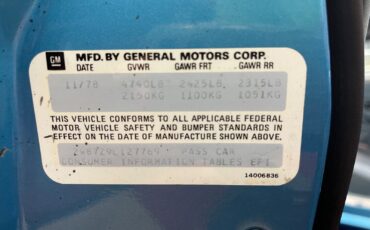 GM MFD. BY GENERAL MOTORS CORP.
DATE GVWR GAWR FRT GAWR RR
11/78 4740LB 2425LB 2315LB
2150KG 1100KG 1051KG
THIS VEHICLE CONFORMS TO ALL APPLICABLE FEDERAL
MOTOR VEHICLE SAFETY AND BUMPER STANDARDS IN
EFFECT ON THE DATE OF MANUFACTURE SHOWN ABOVE.
PASS CAR
CONSUMER INFORMATION TABLES EPI
14006836